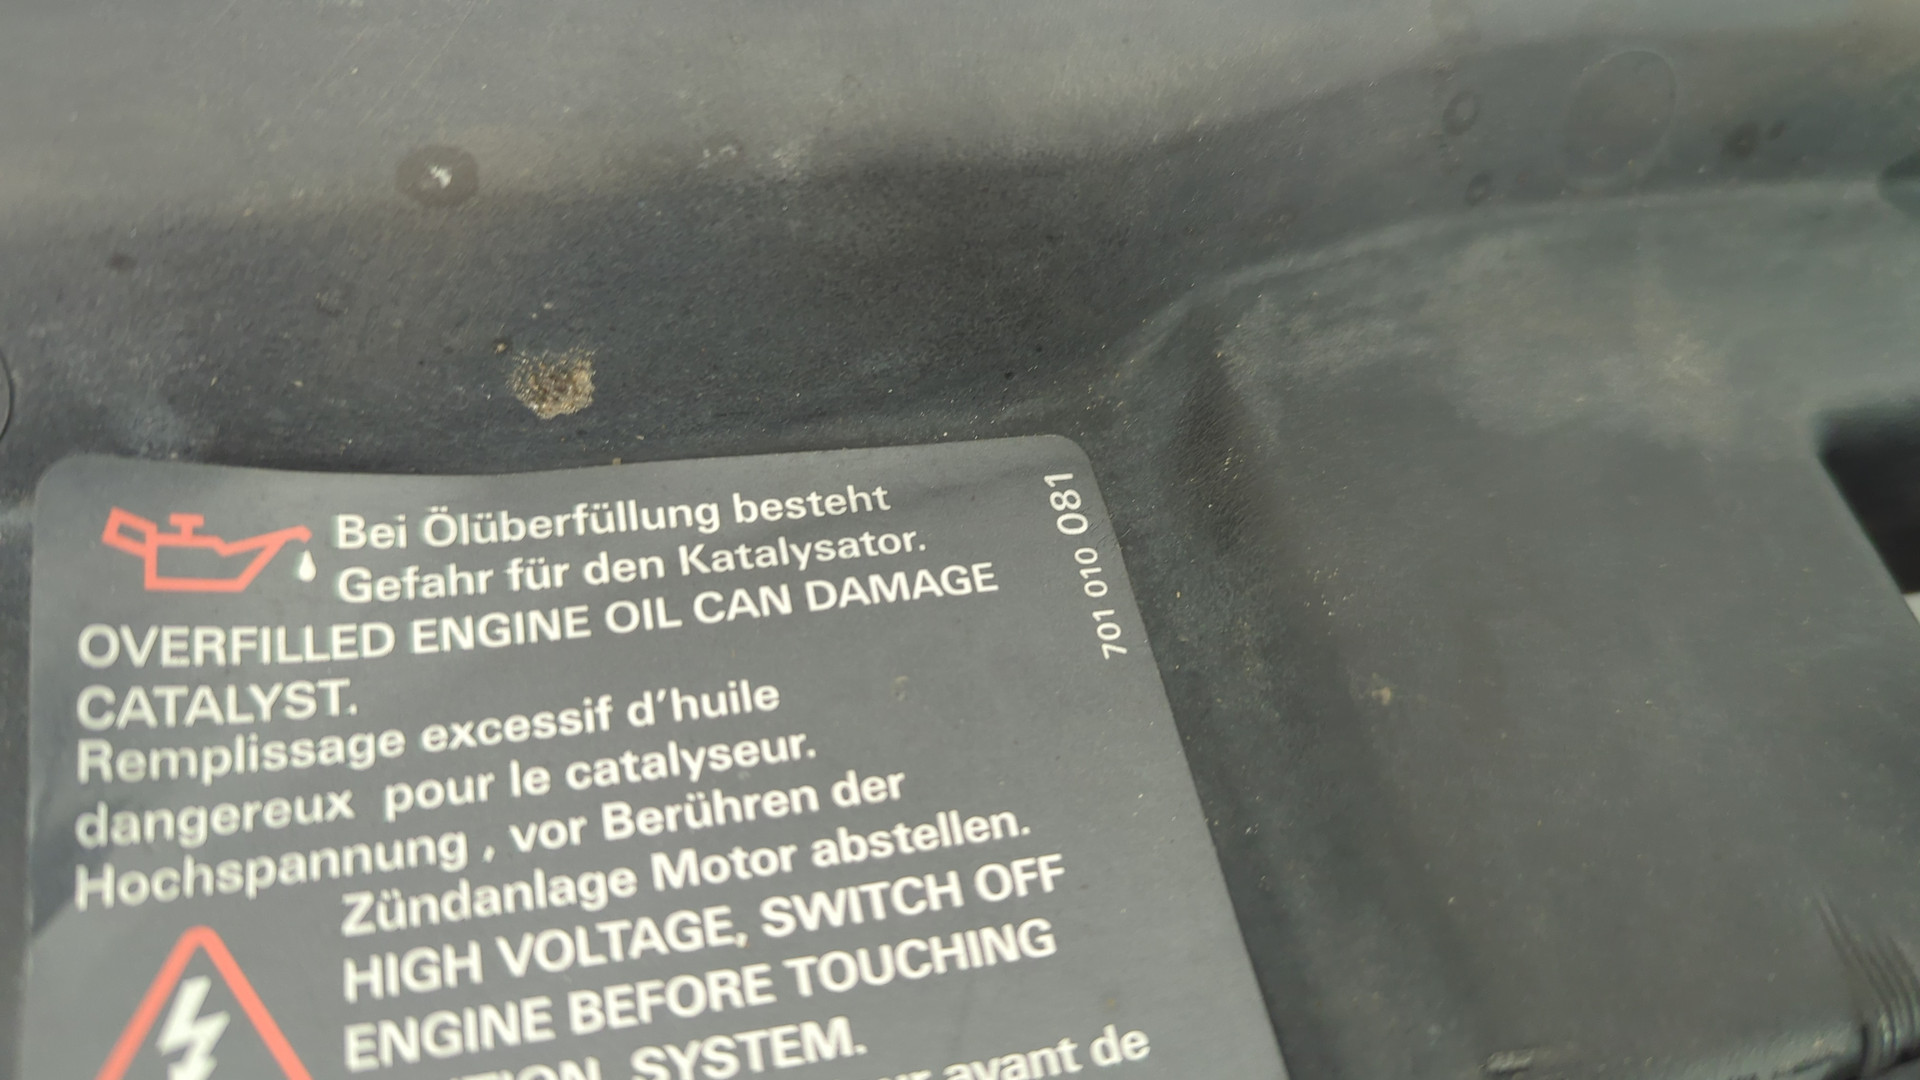 Bei Ölüberfüllung besteht
Gefahr für den Katalysator.
OVERFILLED ENGINE OIL CAN DAMAGE
CATALYST.
Remplissage excessif d'huile
dangereux pour le catalyseur.
Hochspannung , vor Berühren der
Zündanlage Motor abstellen.
HIGH VOLTAGE, SWITCH OFF
ENGINE BEFORE TOUCHING
SYSTEM.
avant de
701 010 081